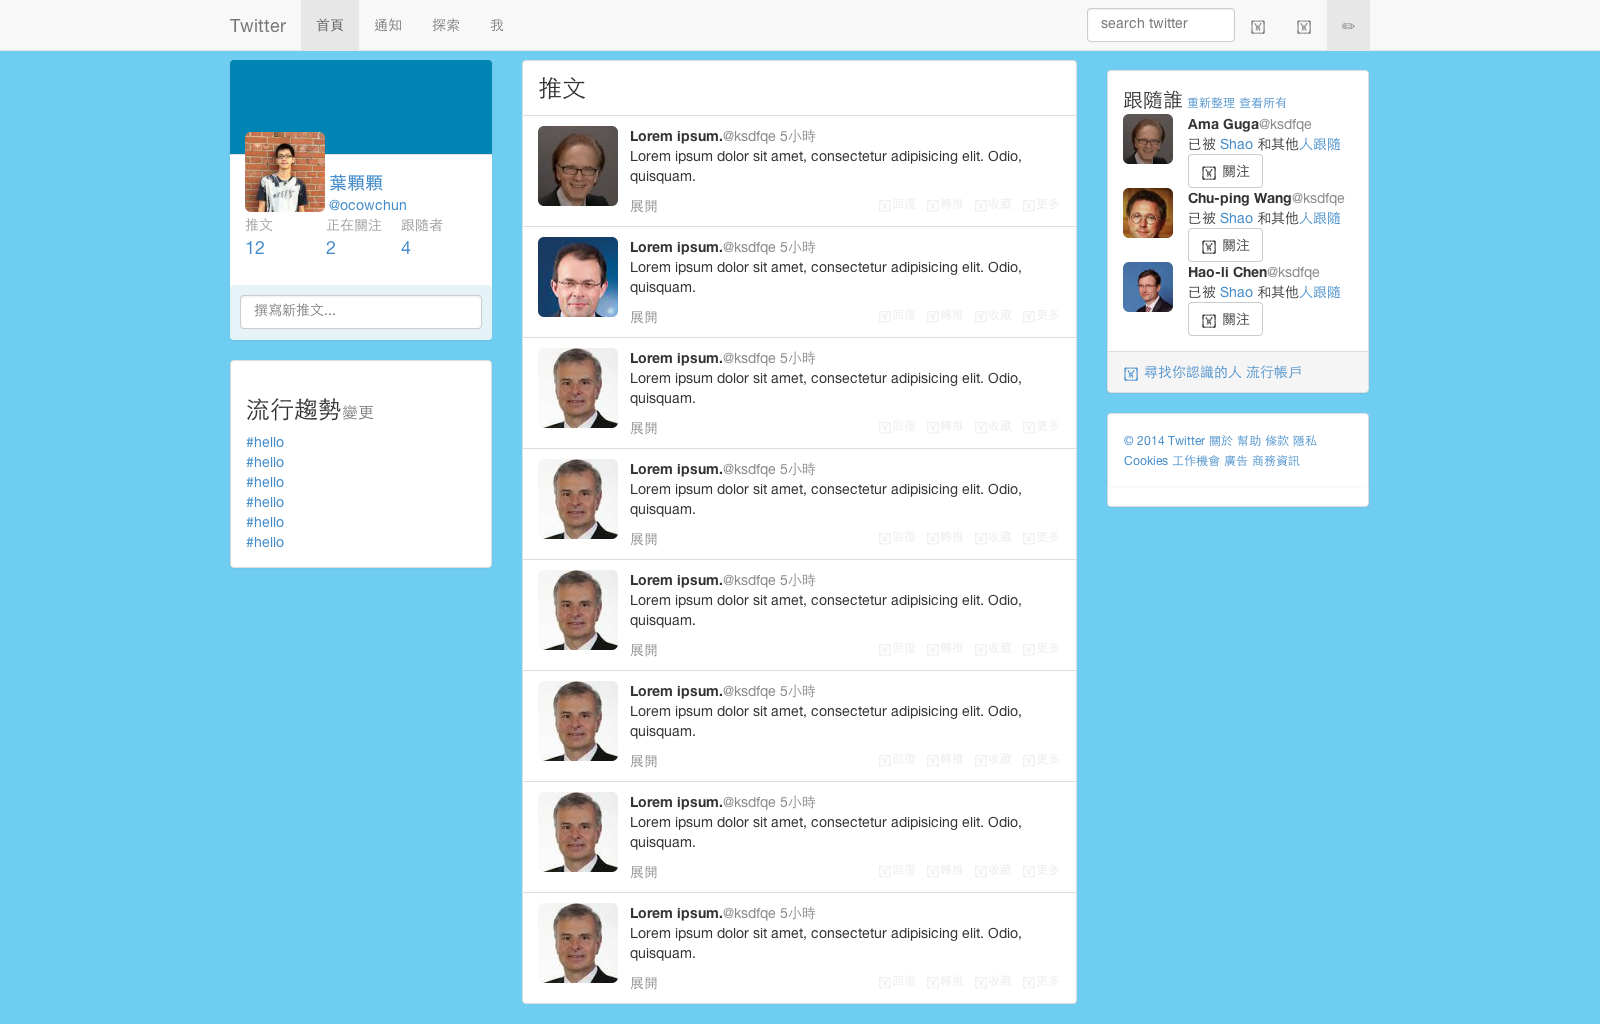 Twitter 首頁 通知 探索 我 search twitter
葉顆顆
@ocowchun
推文 正在關注 跟隨者
12 2 4
撰寫新推文...
流行趨勢變更
#hello
#hello
#hello
#hello
#hello
#hello
推文
Lorem ipsum.@ksdfqe 5小時
Lorem ipsum dolor sit amet, consectetur adipisicing elit. Odio,
quisquam.
展開 回復 轉推 收藏 更多
Lorem ipsum.@ksdfqe 5小時
Lorem ipsum dolor sit amet, consectetur adipisicing elit. Odio,
quisquam.
展開 回復 轉推 收藏 更多
Lorem ipsum.@ksdfqe 5小時
Lorem ipsum dolor sit amet, consectetur adipisicing elit. Odio,
quisquam.
展開 回復 轉推 收藏 更多
Lorem ipsum.@ksdfqe 5小時
Lorem ipsum dolor sit amet, consectetur adipisicing elit. Odio,
quisquam.
展開 回復 轉推 收藏 更多
Lorem ipsum.@ksdfqe 5小時
Lorem ipsum dolor sit amet, consectetur adipisicing elit. Odio,
quisquam.
展開 回復 轉推 收藏 更多
Lorem ipsum.@ksdfqe 5小時
Lorem ipsum dolor sit amet, consectetur adipisicing elit. Odio,
quisquam.
展開 回復 轉推 收藏 更多
Lorem ipsum.@ksdfqe 5小時
Lorem ipsum dolor sit amet, consectetur adipisicing elit. Odio,
quisquam.
展開 回復 轉推 收藏 更多
Lorem ipsum.@ksdfqe 5小時
Lorem ipsum dolor sit amet, consectetur adipisicing elit. Odio,
quisquam.
展開 回復 轉推 收藏 更多
跟隨誰 重新整理 查看所有
Ama Guga@ksdfqe
已被 Shao 和其他人跟隨
關注
Chu-ping Wang@ksdfqe
已被 Shao 和其他人跟隨
關注
Hao-li Chen@ksdfqe
已被 Shao 和其他人跟隨
關注
尋找你認識的人 流行帳戶
© 2014 Twitter 關於 幫助 條款 隱私
Cookies 工作機會 廣告 商務資訊